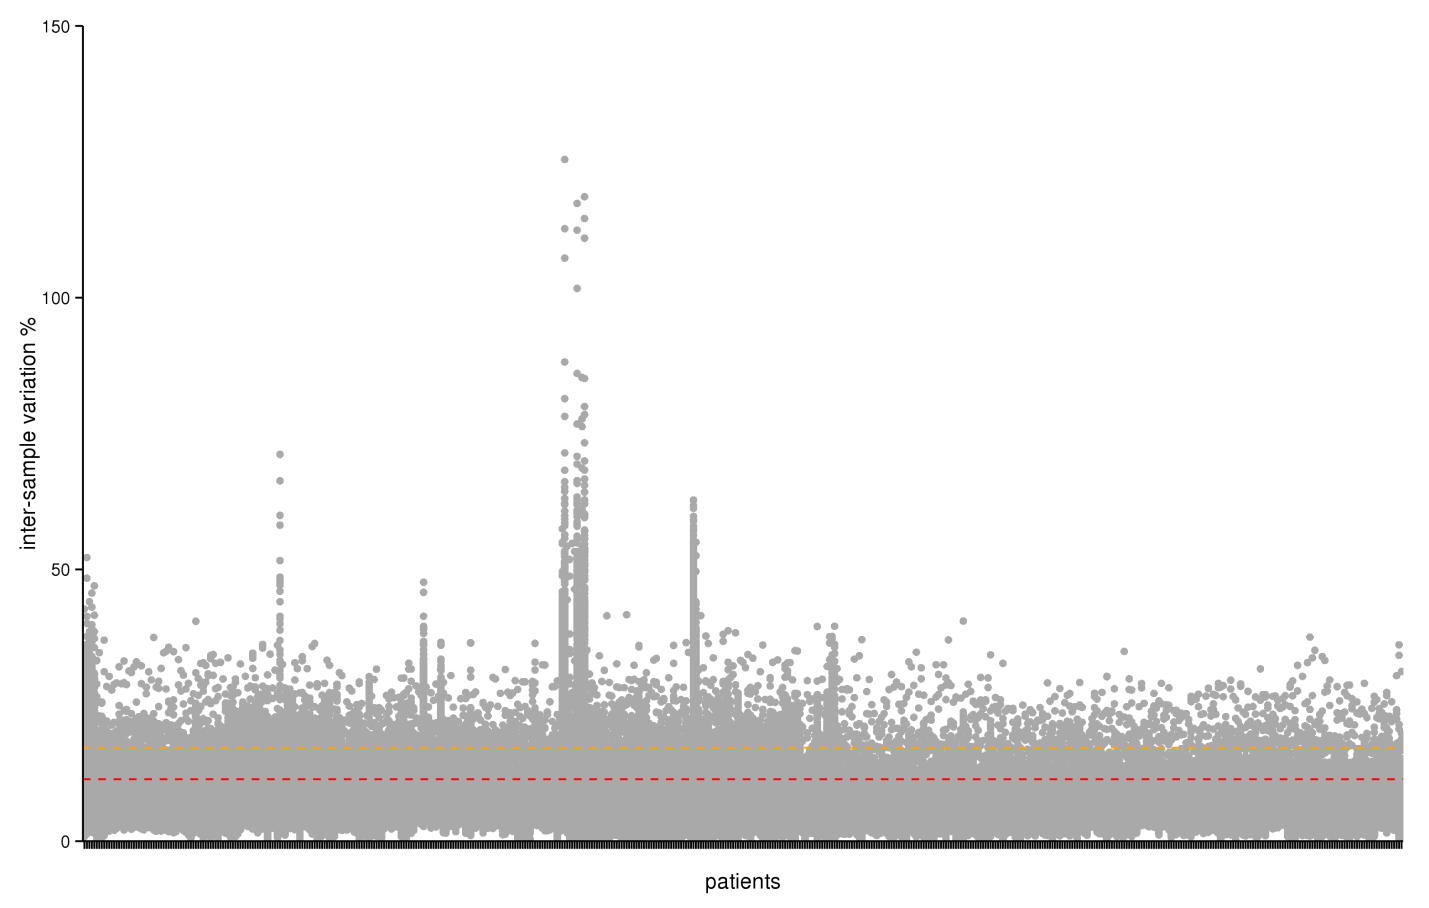 150
100
50
0
inter-sample variation %
patients